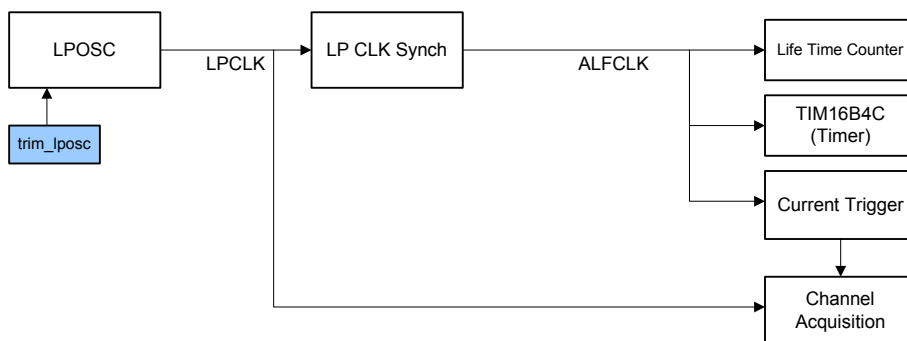 LPOSC
LPCLK
LP CLK Synch
ALFCLK
Life Time Counter
TIM16B4C
(Timer)
trim_lposc
Current Trigger
Channel
Acquisition